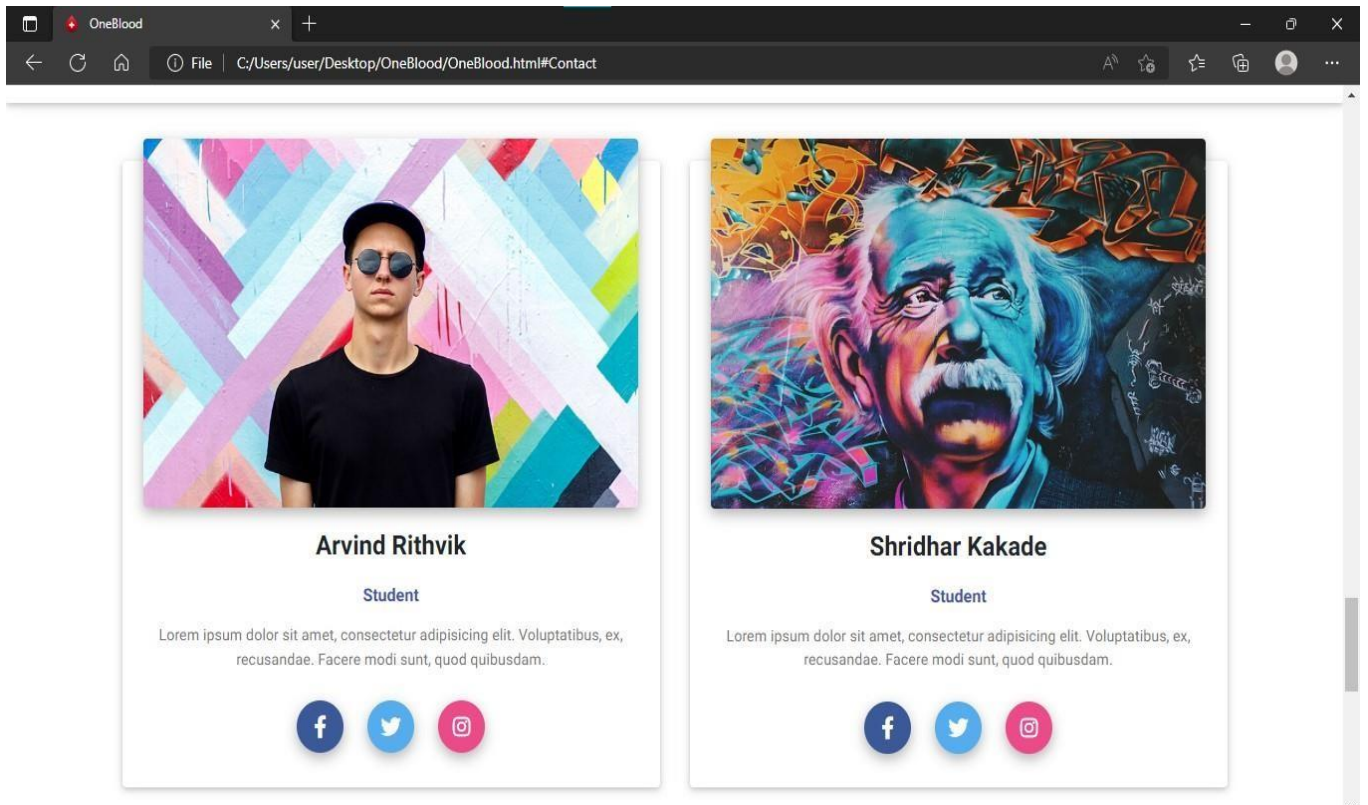 OneBlood
File
C:/Users/user/Desktop/OneBlood/OneBlood.html#Contact
Arvind Rithvik
Student
Lorem ipsum dolor sit amet, consectetur adipisicing elit. Voluptatibus, ex,
recusandae. Facere modi sunt, quod quibusdam.
Shridhar Kakade
Student
Lorem ipsum dolor sit amet, consectetur adipisicing elit. Voluptatibus, ex,
recusandae. Facere modi sunt, quod quibusdam.